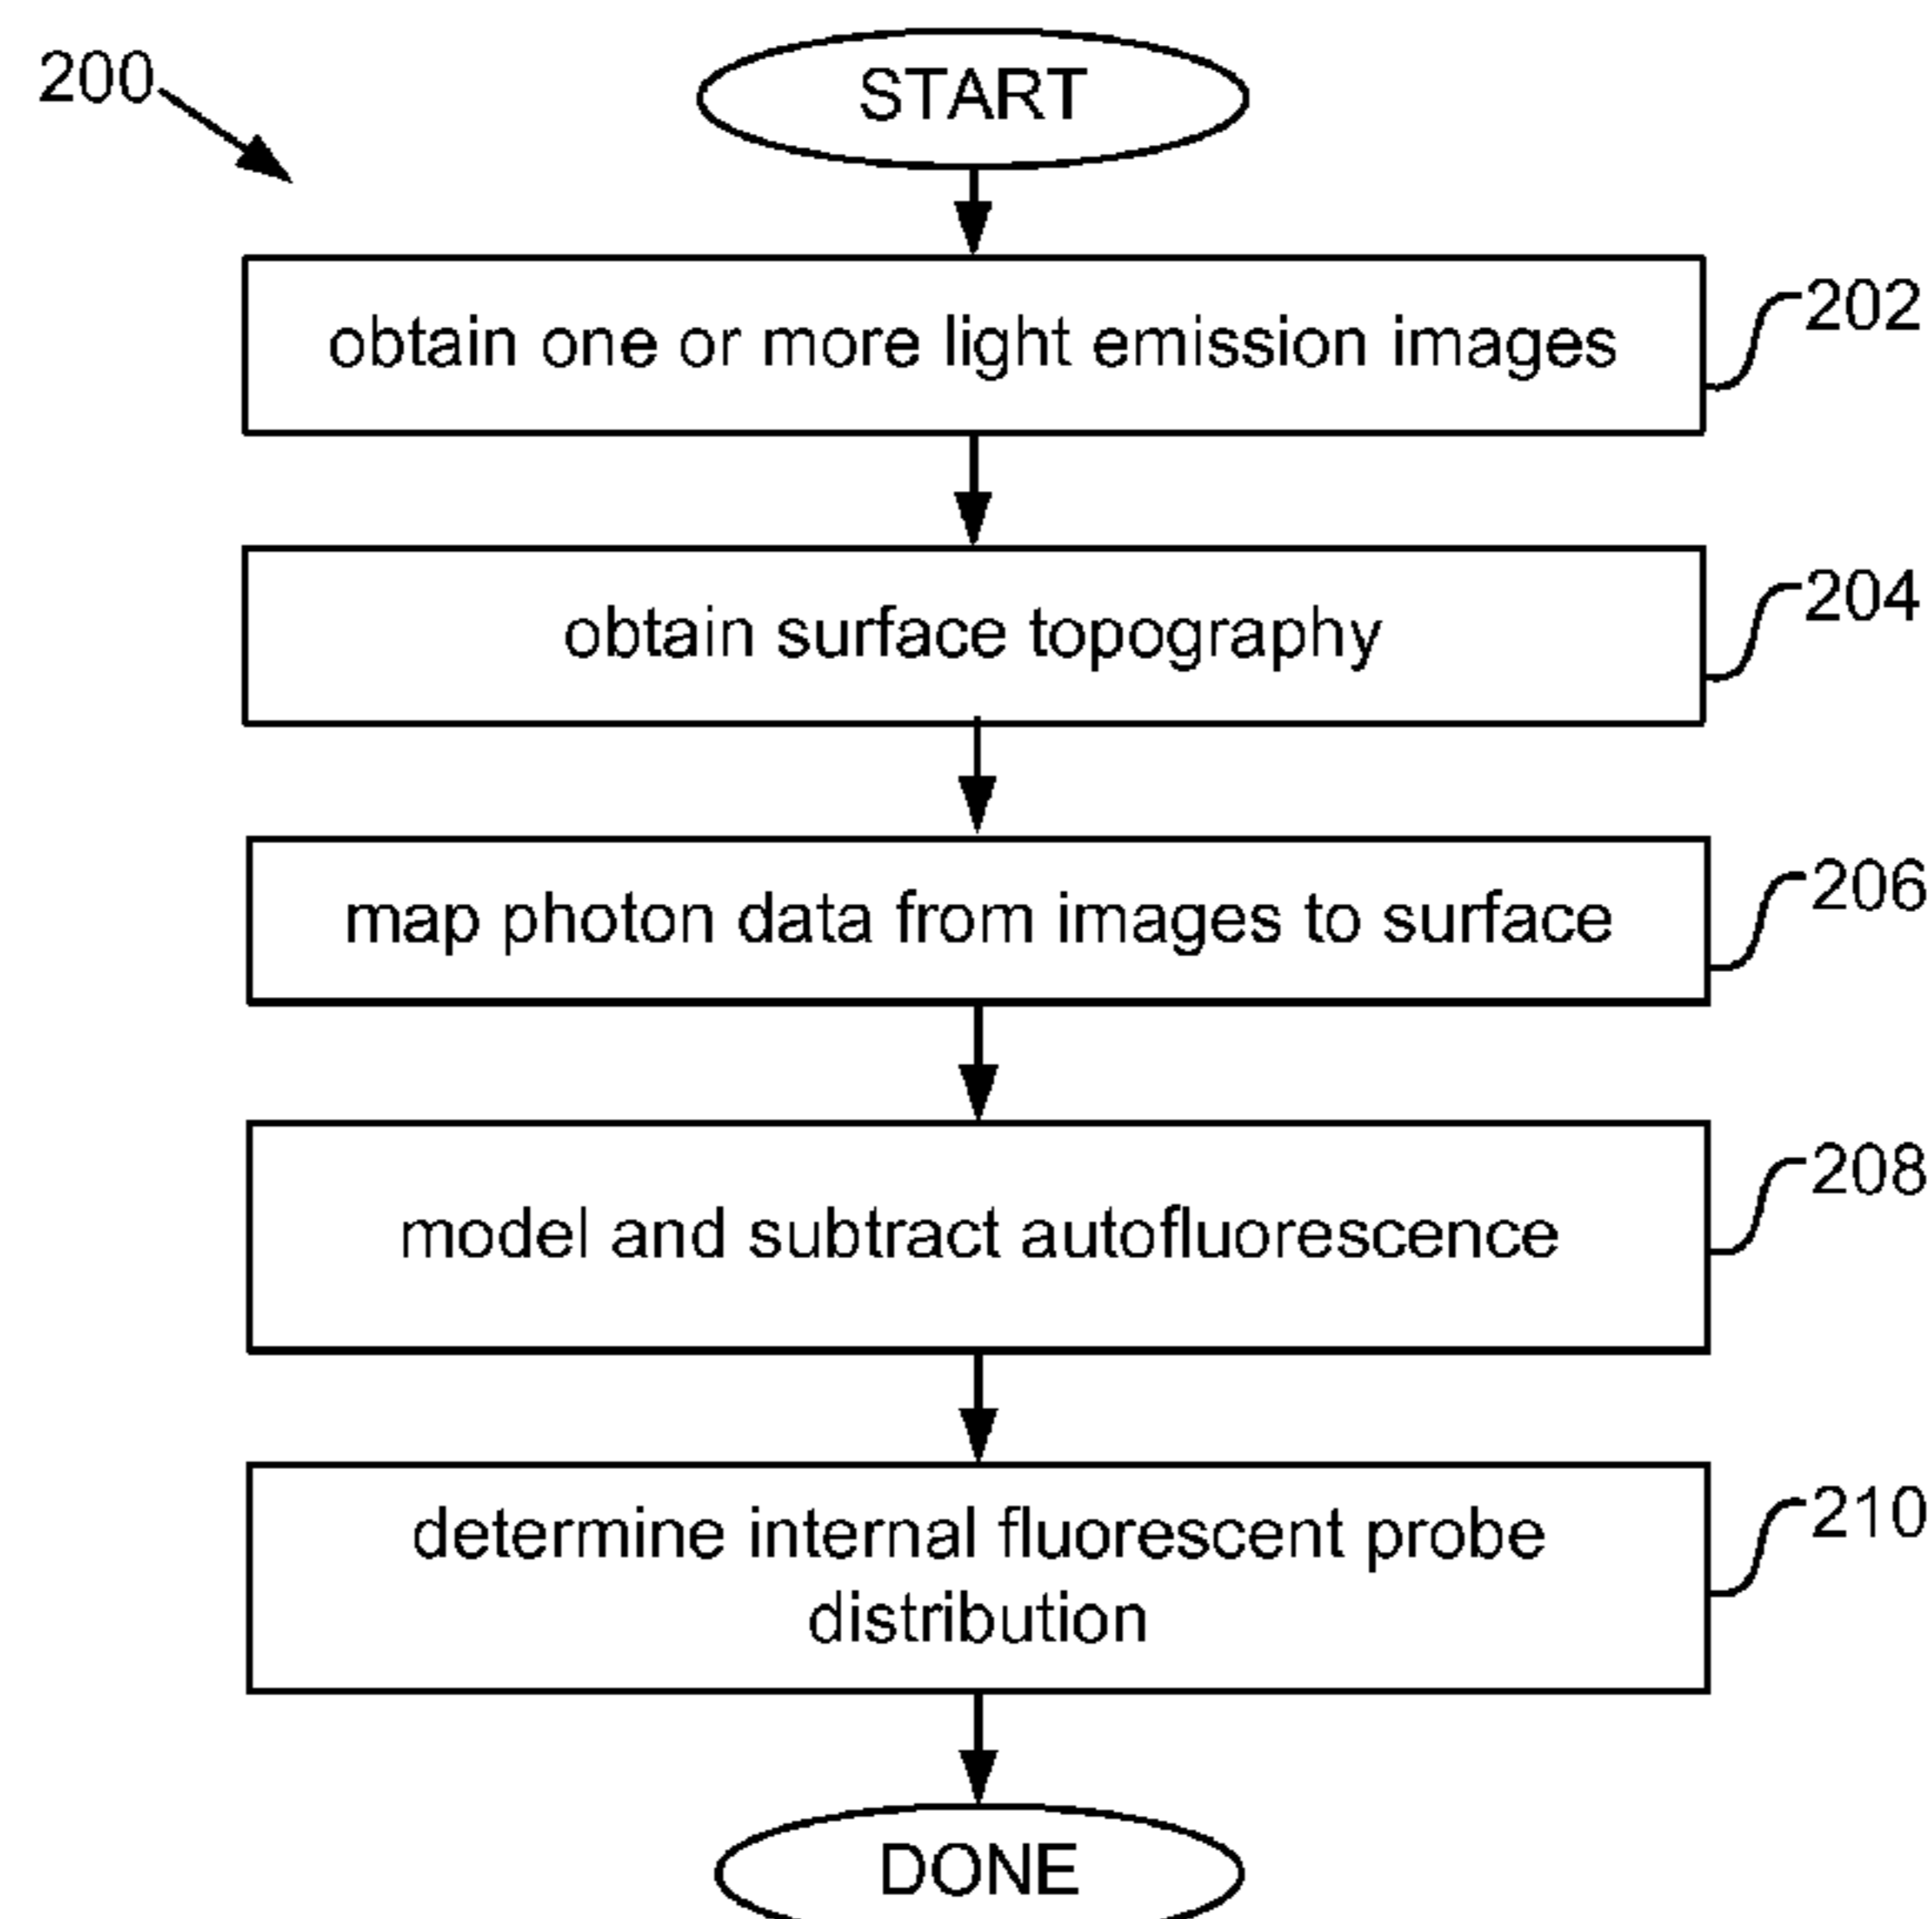 200
START
obtain one or more light emission images
202
obtain surface topography
204
map photon data from images to surface
206
model and subtract autofluorescence
208
determine internal fluorescent probe
distribution
210
DONE